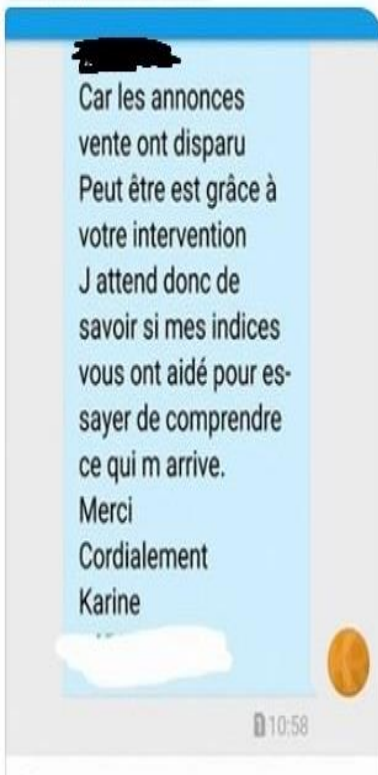 Car les annonces
vente ont disparu
Peut être est grâce à
votre intervention
J attend donc de
savoir si mes indices
vous ont aidé pour es-
sayer de comprendre
ce qui m arrive.
Merci
Cordialement
Karine
10:58